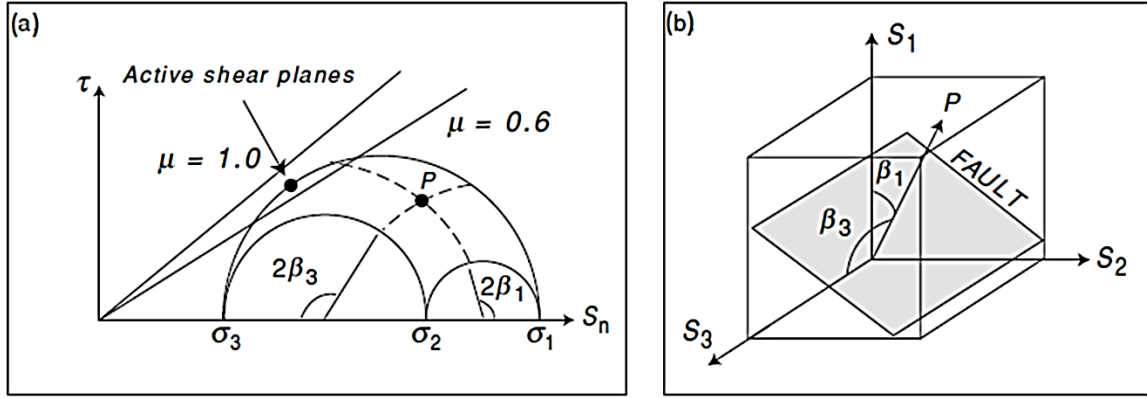 (a)
τ
Active shear planes
μ = 1.0
μ = 0.6
P
2β₃
2β₁
σ₃
σ₂
σ₁
Sₙ
(b)
S₁
P
β₁
FAULT
β₃
S₂
S₃